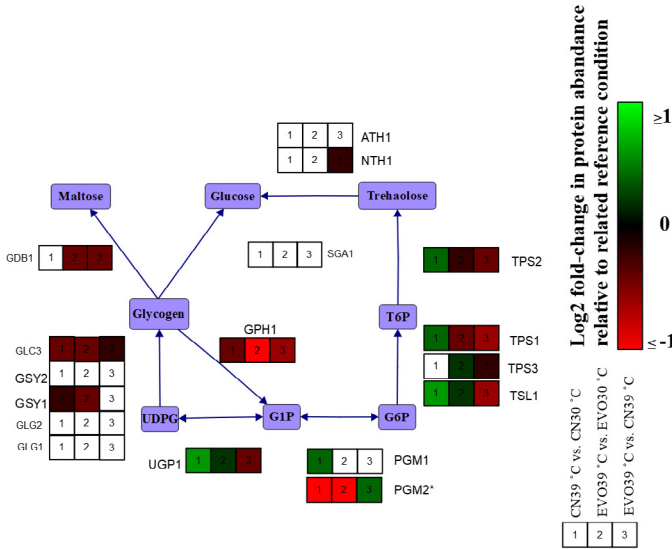 1 2 3 ATH1
1 2 3 NTH1
Maltose
Glucose
Trehaolose
GDB1 1 2 3
1 2 3 SGA1
1 2 3 TPS2
Glycogen
T6P
GPH1
1 2 3
GLC3 1 2 3
GSY2 1 2 3
GSY1 1 2 3
GLG2 1 2 3
GLG1 1 2 3
1 2 3 TPS1
1 2 3 TPS3
1 2 3 TSL1
UDPG
G1P
G6P
UGP1 1 2 3
1 2 3 PGM1
1 2 3 PGM2*
Log2 fold-change in protein abundance
relative to related reference condition
≥1
0
≤ -1
CN39 ˚C vs. CN30 ˚C
EVO39 ˚C vs. EVO30 ˚C
EVO39 ˚C vs. CN39 ˚C
1 2 3